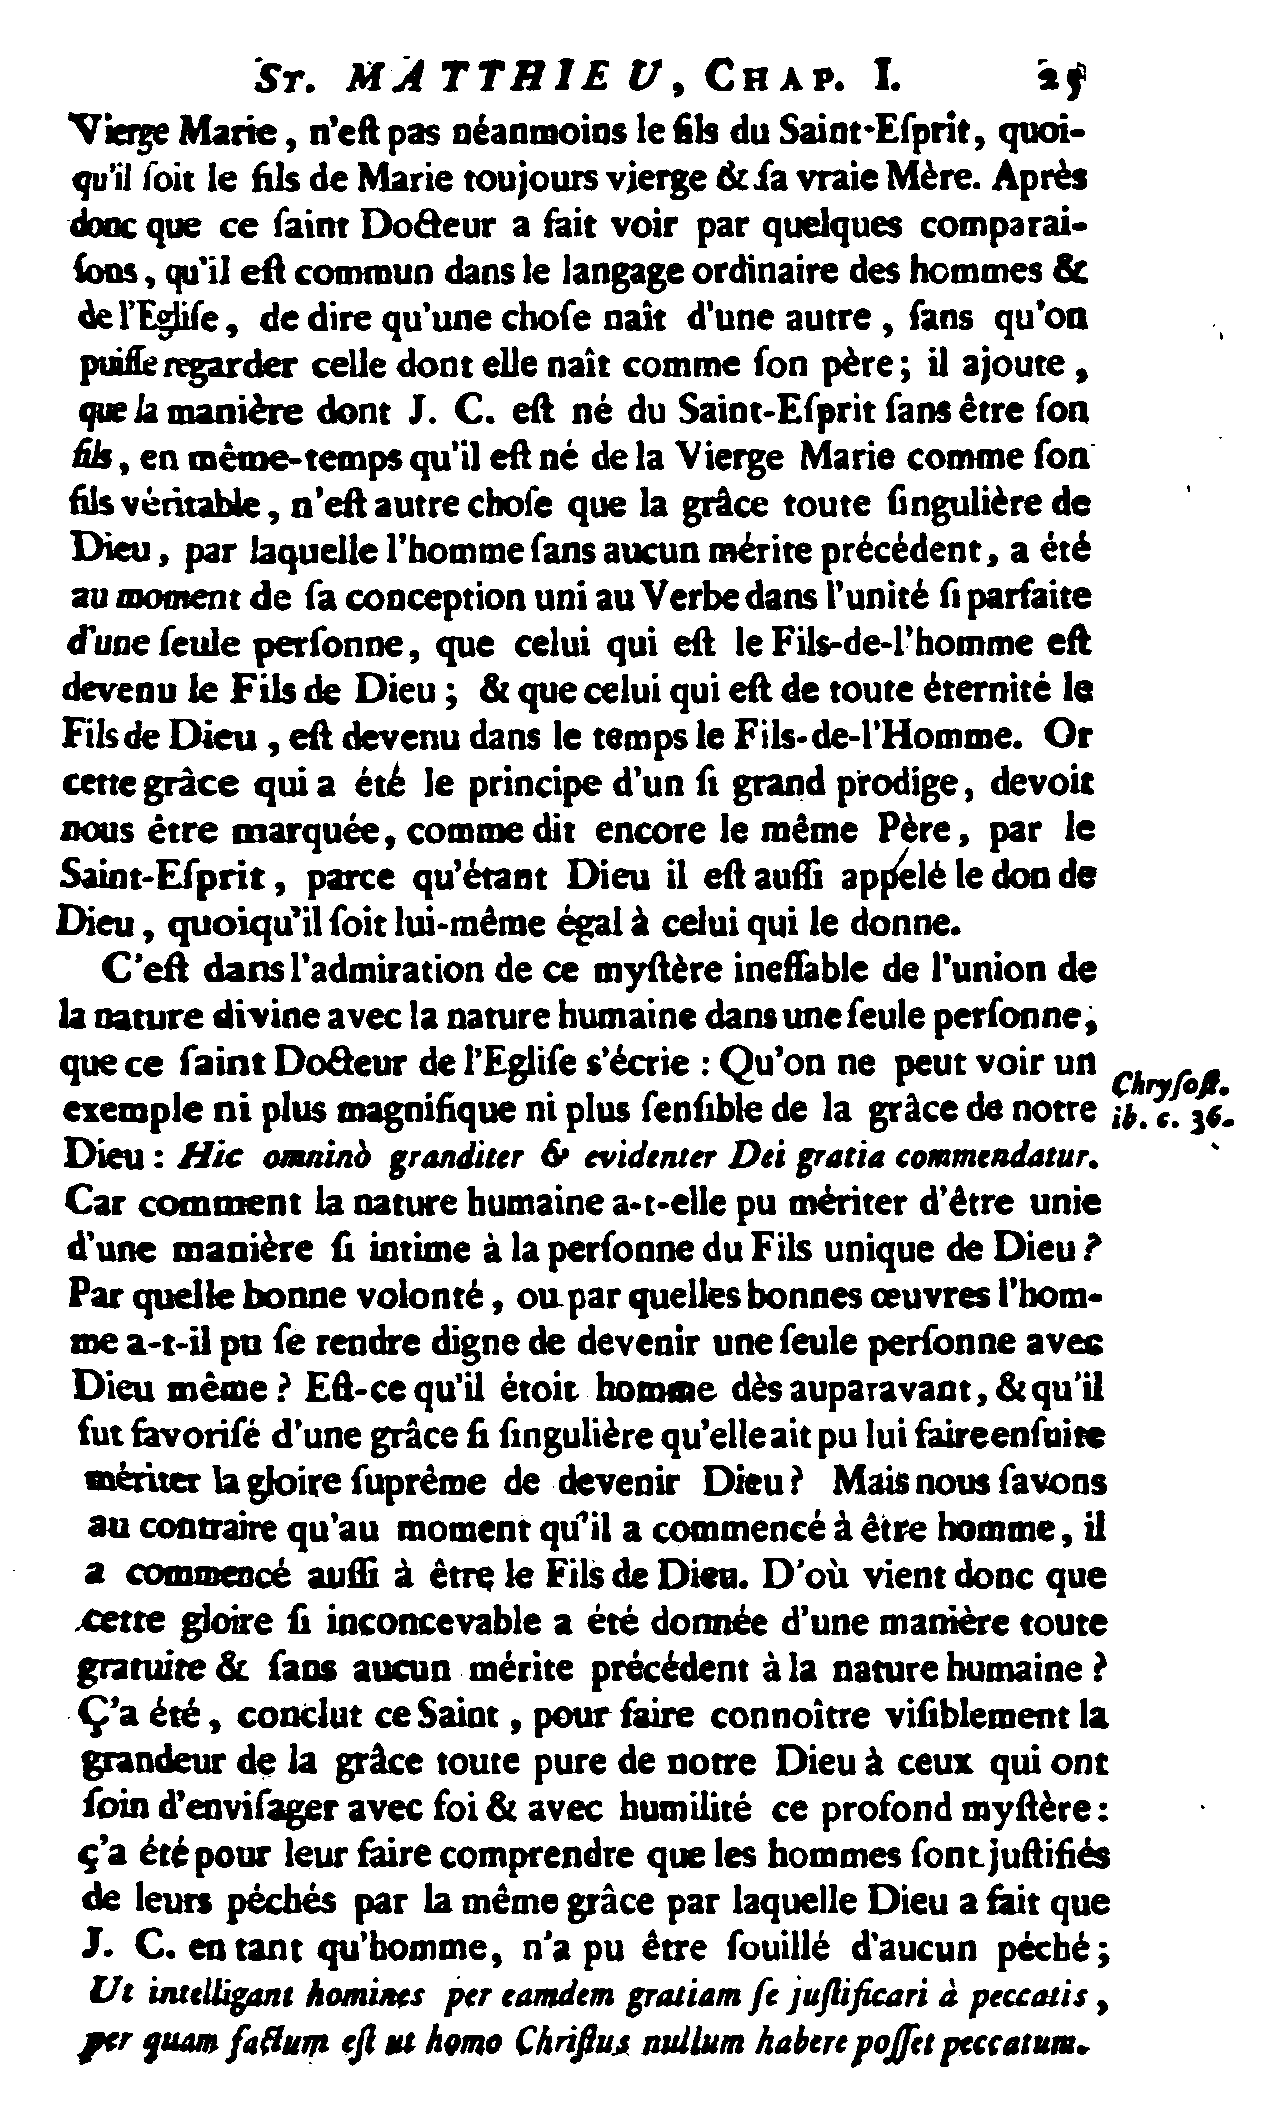 St. MATTHIEU, CHAP. I. 25
Vierge Marie, n'eſt pas néanmoins le fils du Saint-Eſprit, quoi-
qu'il ſoit le fils de Marie toujours vierge & ſa vraie Mère. Après
donc que ce ſaint Docteur a fait voir par quelques comparai-
ſons, qu'il eſt commun dans le langage ordinaire des hommes &
de l'Egliſe, de dire qu'une choſe naît d'une autre, ſans qu'on
puiſſe regarder celle dont elle naît comme ſon père; il ajoute,
que la manière dont J. C. eſt né du Saint-Eſprit ſans être ſon
fils, en même-temps qu'il eſt né de la Vierge Marie comme ſon
fils véritable, n'eſt autre choſe que la grâce toute ſingulière de
Dieu, par laquelle l'homme ſans aucun mérite précédent, a été
au moment de ſa conception uni au Verbe dans l'unité ſi parfaite
d'une ſeule perſonne, que celui qui eſt le Fils-de-l'homme eſt
devenu le Fils de Dieu; & que celui qui eſt de toute éternité le
Fils de Dieu, eſt devenu dans le temps le Fils-de-l'Homme. Or
cette grâce qui a été le principe d'un ſi grand prodige, devoit
nous être marquée, comme dit encore le même Père, par le
Saint-Eſprit, parce qu'étant Dieu il eſt auſſi appelé le don de
Dieu, quoiqu'il ſoit lui-même égal à celui qui le donne.
C'eſt dans l'admiration de ce myſtère ineffable de l'union de
la nature divine avec la nature humaine dans une ſeule perſonne,
que ce ſaint Docteur de l'Egliſe s'écrie : Qu'on ne peut voir un
exemple ni plus magnifique ni plus ſenſible de la grâce de notre
Dieu : Hic omninò granditer & evidenter Dei gratia commendatur.
Chryſoſt.
ib. c. 36.
Car comment la nature humaine a-t-elle pu mériter d'être unie
d'une manière ſi intime à la perſonne du Fils unique de Dieu ?
Par quelle bonne volonté, ou par quelles bonnes œuvres l'hom-
me a-t-il pu ſe rendre digne de devenir une ſeule perſonne avec
Dieu même ? Eſt-ce qu'il étoit homme dès auparavant, & qu'il
fut favoriſé d'une grâce ſi ſingulière qu'elle ait pu lui faire enſuite
mériter la gloire ſuprême de devenir Dieu ? Mais nous ſavons
au contraire qu'au moment qu'il a commencé à être homme, il
a commencé auſſi à être le Fils de Dieu. D'où vient donc que
cette gloire ſi inconcevable a été donnée d'une manière toute
gratuite & ſans aucun mérite précédent à la nature humaine ?
Ç'a été, conclut ce Saint, pour faire connoître viſiblement la
grandeur de la grâce toute pure de notre Dieu à ceux qui ont
ſoin d'enviſager avec foi & avec humilité ce profond myſtère :
ç'a été pour leur faire comprendre que les hommes ſont juſtifiés
de leurs péchés par la même grâce par laquelle Dieu a fait que
J. C. en tant qu'homme, n'a pu être ſouillé d'aucun péché;
Ut intelligant homines per eamdem gratiam ſe juſtificari à peccatis,
per quam factum eſt ut homo Chriſtus nullum habere poſſet peccatum.